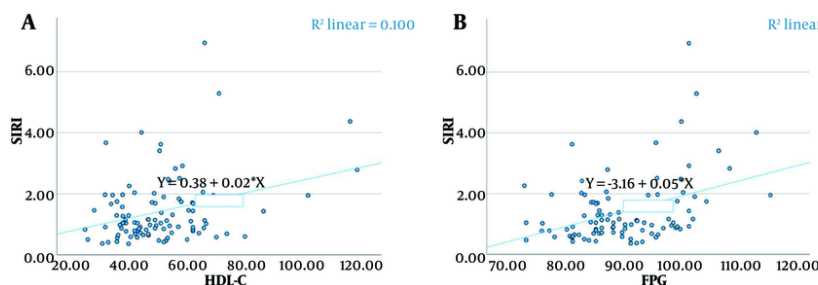 A
R² linear = 0.100
6.00
4.00
2.00
0.00
SIRI
Y= 0.38 + 0.02*X
20.00 40.00 60.00 80.00 100.00 120.00
HDL-C
B
R² linear
6.00
4.00
2.00
0.00
SIRI
Y= -3.16 + 0.05*X
70.00 80.00 90.00 100.00 110.00 120.00
FPG